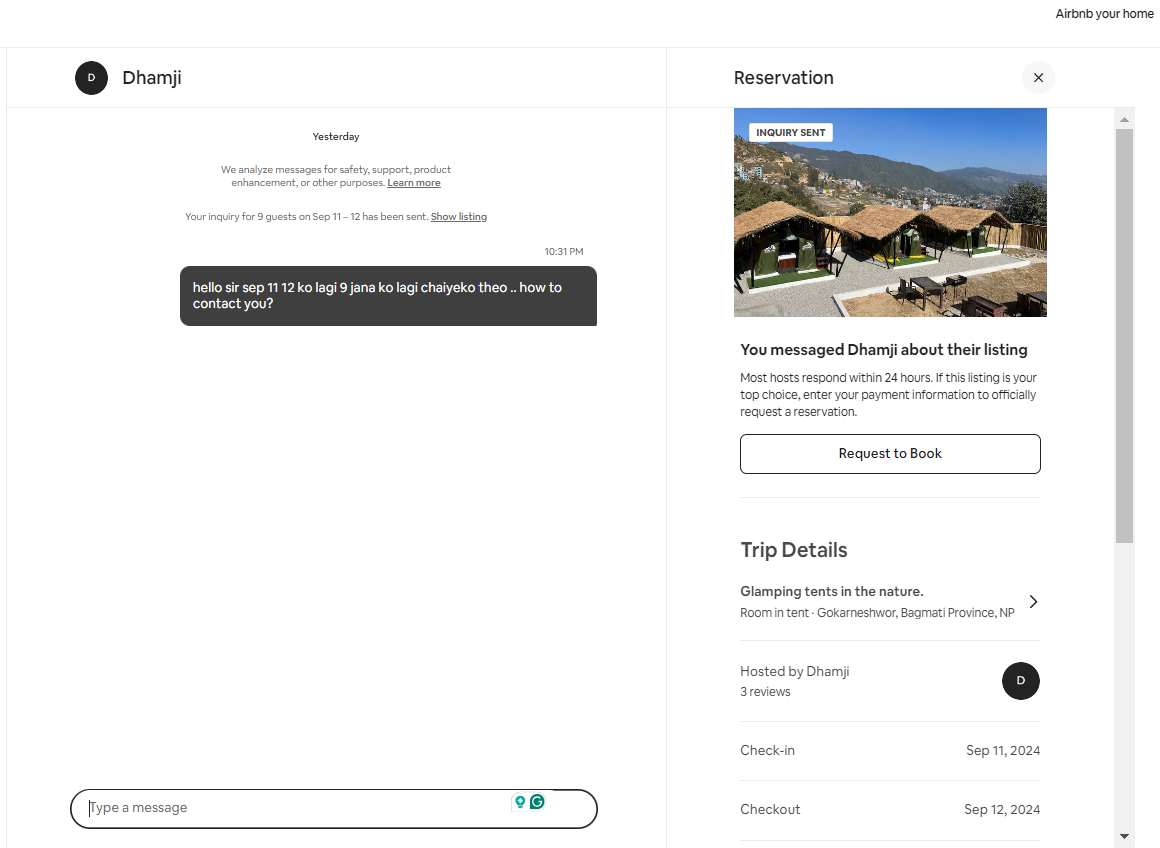 Airbnb your home
D
Dhamji
Yesterday
We analyze messages for safety, support, product
enhancement, or other purposes. Learn more
Your inquiry for 9 guests on Sep 11 – 12 has been sent. Show listing
10:31 PM
hello sir sep 11 12 ko lagi 9 jana ko lagi chaiyeko theo .. how to
contact you?
Type a message
Reservation
INQUIRY SENT
You messaged Dhamji about their listing
Most hosts respond within 24 hours. If this listing is your
top choice, enter your payment information to officially
request a reservation.
Request to Book
Trip Details
Glamping tents in the nature.
Room in tent · Gokarneshwor, Bagmati Province, NP
Hosted by Dhamji
3 reviews
D
Check-in Sep 11, 2024
Checkout Sep 12, 2024